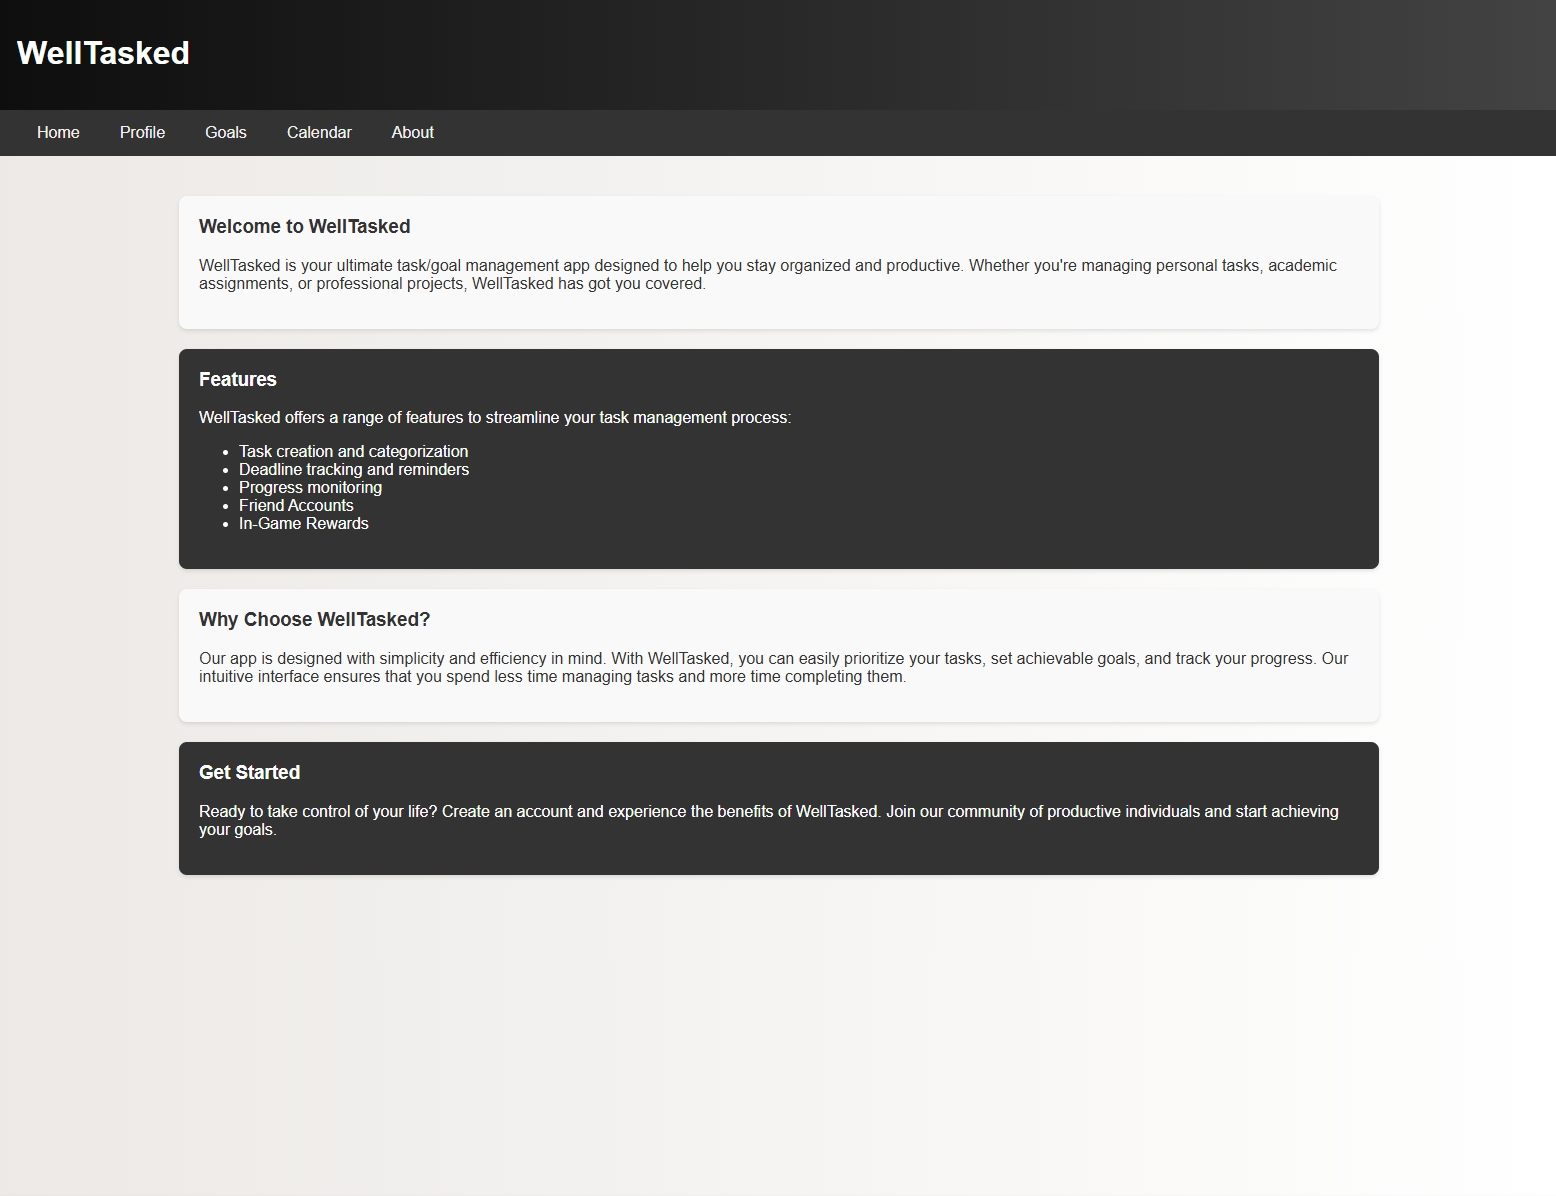 WellTasked
Home Profile Goals Calendar About
Welcome to WellTasked
WellTasked is your ultimate task/goal management app designed to help you stay organized and productive. Whether you're managing personal tasks, academic
assignments, or professional projects, WellTasked has got you covered.
Features
WellTasked offers a range of features to streamline your task management process:
• Task creation and categorization
• Deadline tracking and reminders
• Progress monitoring
• Friend Accounts
• In-Game Rewards
Why Choose WellTasked?
Our app is designed with simplicity and efficiency in mind. With WellTasked, you can easily prioritize your tasks, set achievable goals, and track your progress. Our
intuitive interface ensures that you spend less time managing tasks and more time completing them.
Get Started
Ready to take control of your life? Create an account and experience the benefits of WellTasked. Join our community of productive individuals and start achieving
your goals.